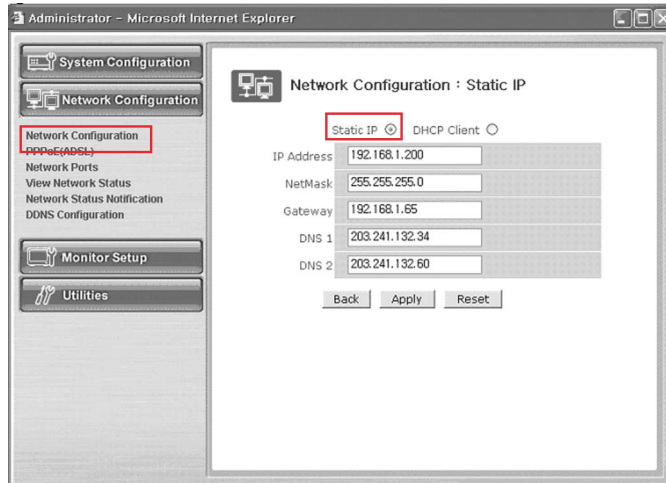 Administrator - Microsoft Internet Explorer
System Configuration
Network Configuration
Network Configuration
PPPoE(ADSL)
Network Ports
View Network Status
Network Status Notification
DDNS Configuration
Monitor Setup
Utilities
Network Configuration : Static IP
Static IP DHCP Client
IP Address 192.168.1.200
NetMask 255.255.255.0
Gateway 192.168.1.65
DNS 1 203.241.132.34
DNS 2 203.241.132.60
Back Apply Reset